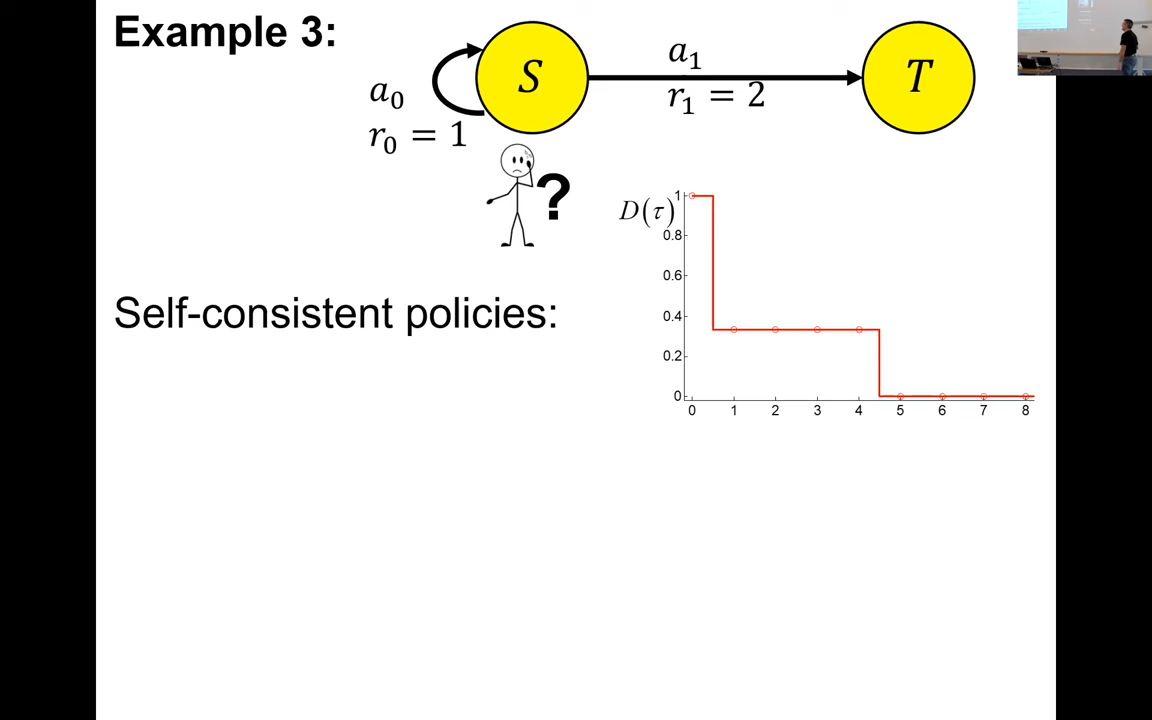 Example 3:
S
a₁
r₁ = 2
T
a₀
r₀ = 1
?
D(τ)
1
0.8
0.6
0.4
0.2
0
0 1 2 3 4 5 6 7 8
Self-consistent policies: